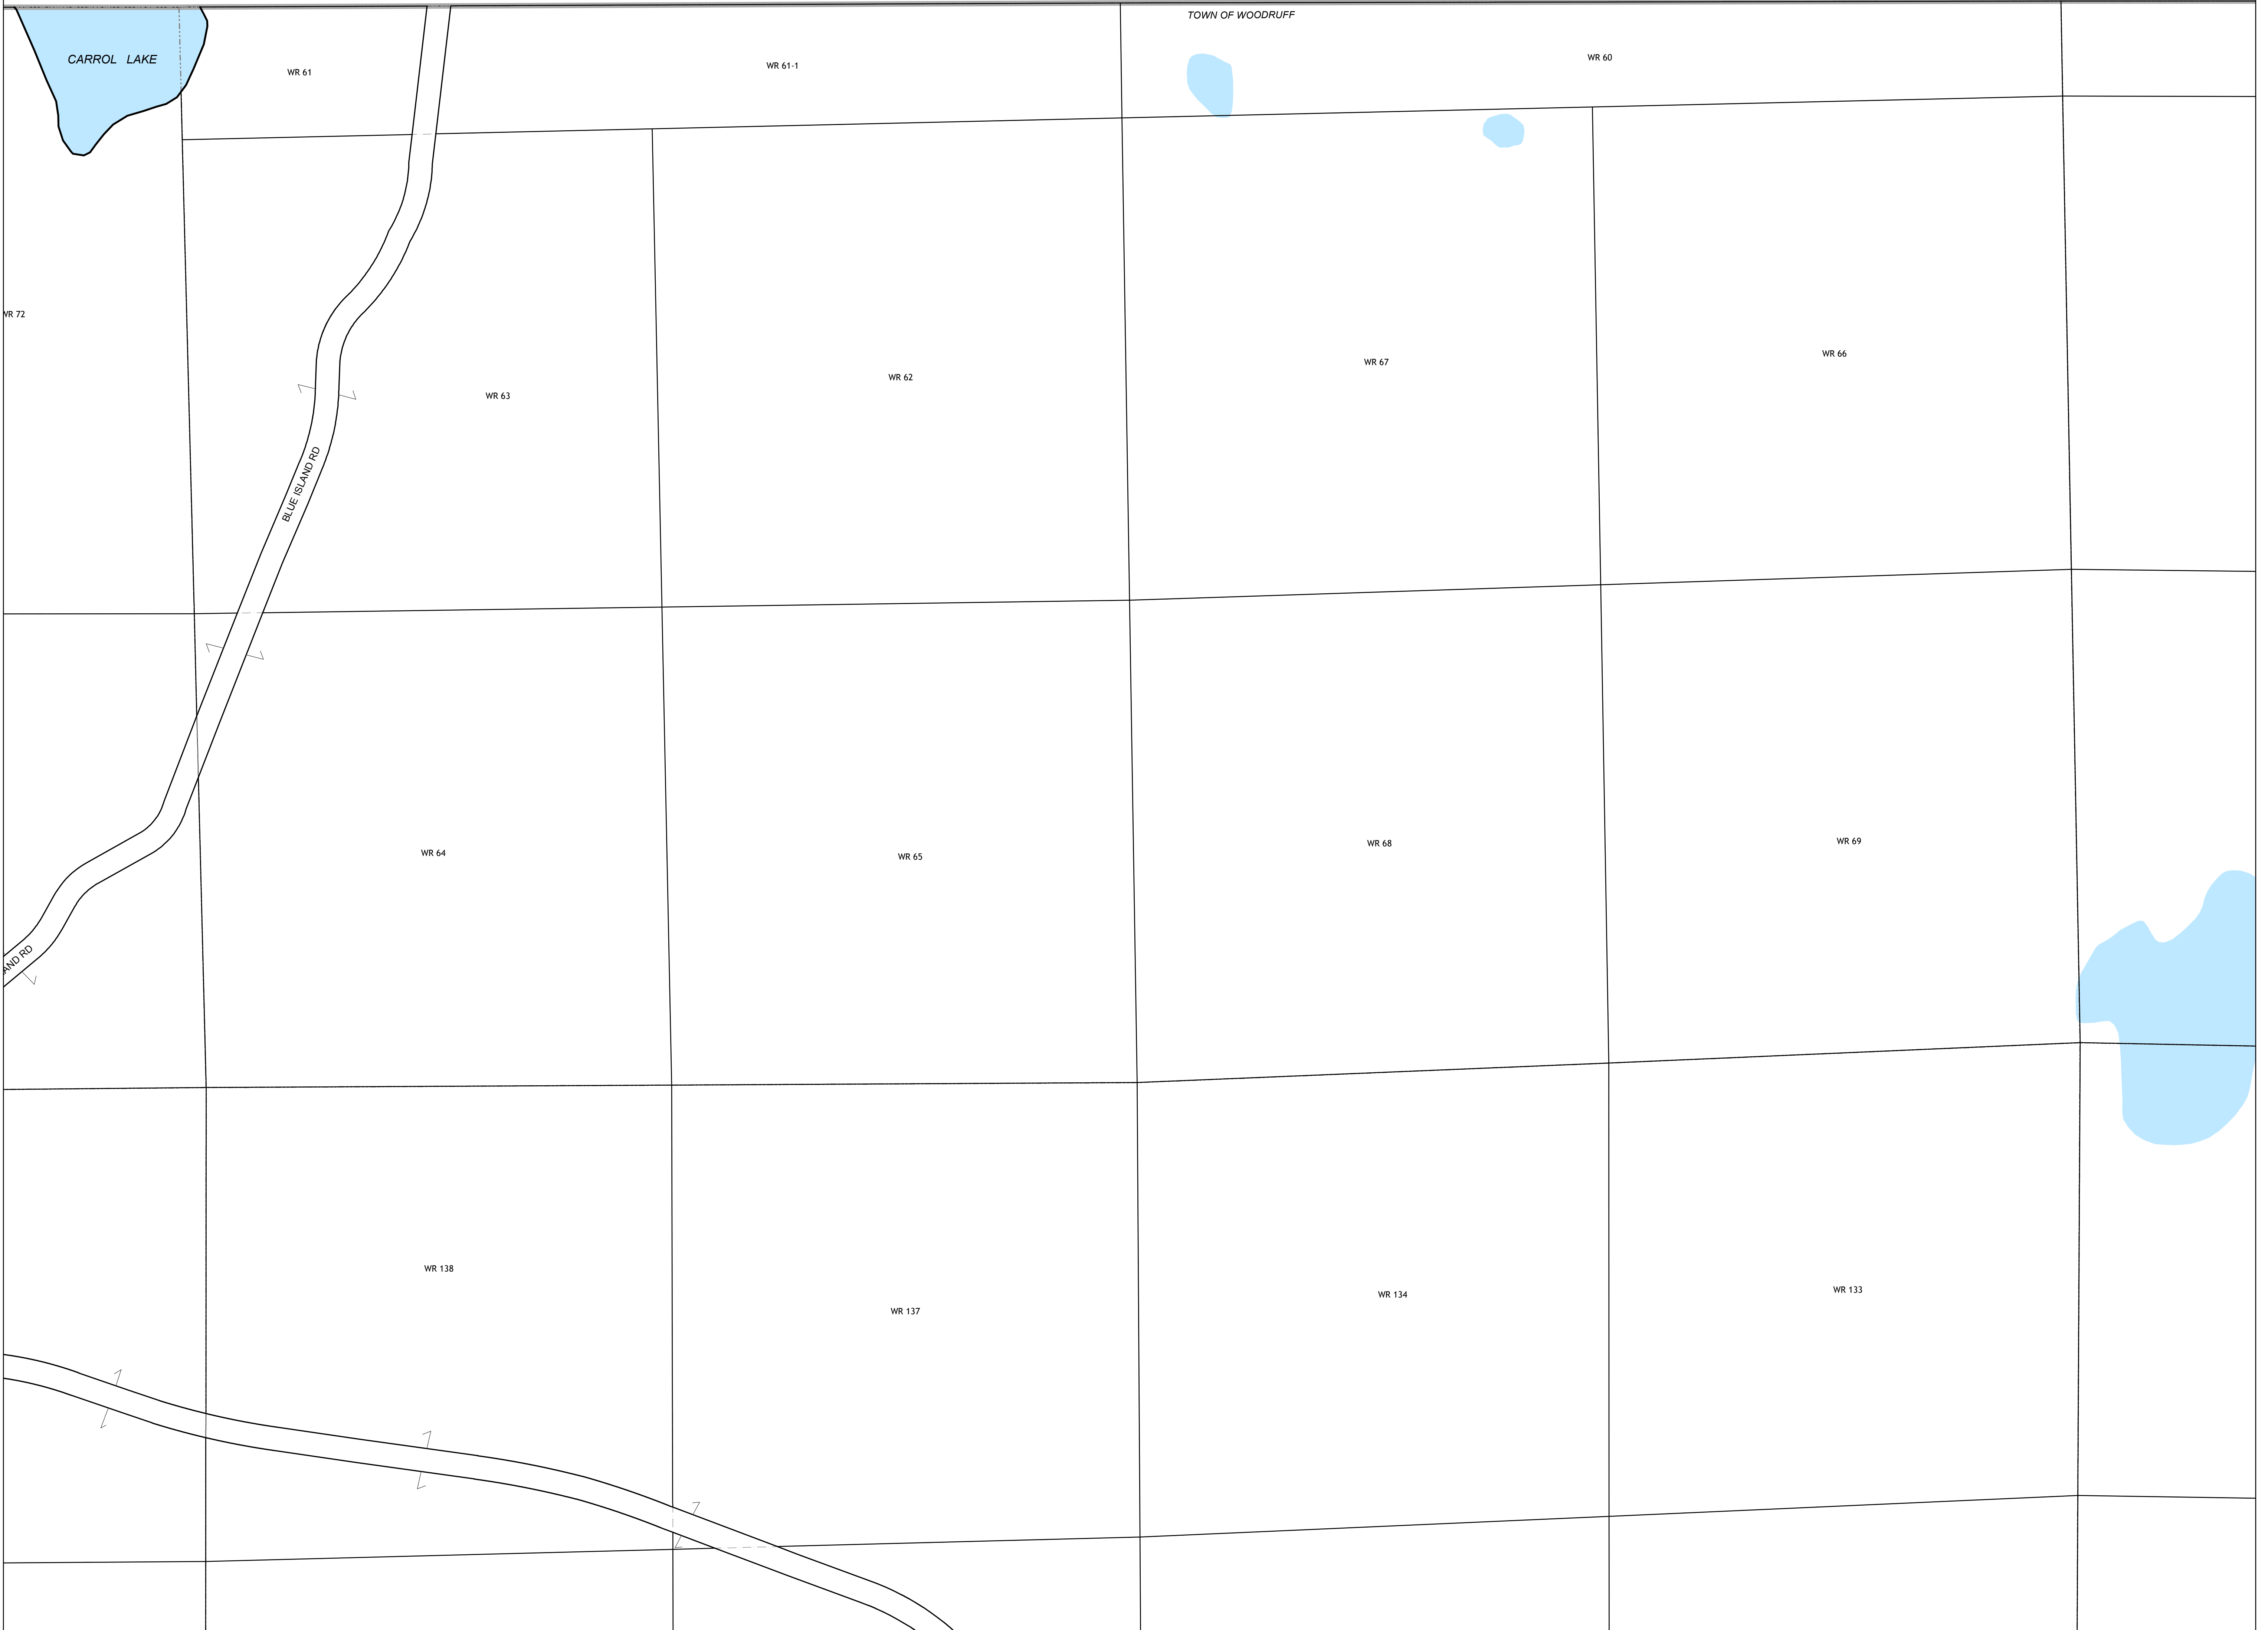 TOWN OF WOODRUFF
CARROL LAKE
WR 61
WR 61-1
WR 60
WR 72
WR 63
WR 62
WR 67
WR 66
BLUE ISLAND RD
WR 64
WR 65
WR 68
WR 69
AND RD
WR 138
WR 137
WR 134
WR 133